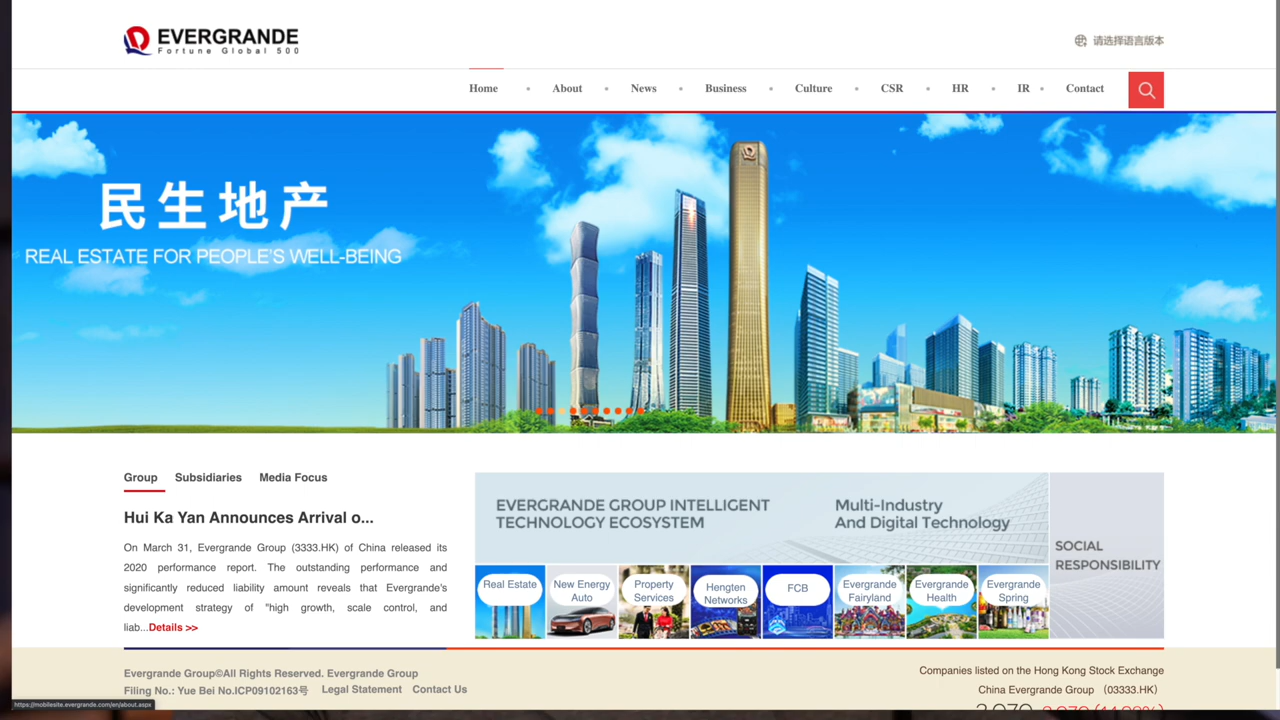 EVERGRANDE
Fortune Global 500
请选择语言版本
Home
About
News
Business
Culture
CSR
HR
IR
Contact
民生地产
REAL ESTATE FOR PEOPLE'S WELL-BEING
Group
Subsidiaries
Media Focus
Hui Ka Yan Announces Arrival o...
On March 31, Evergrande Group (3333.HK) of China released its
2020 performance report. The outstanding performance and
significantly reduced liability amount reveals that Evergrande's
development strategy of "high growth, scale control, and
liab...Details >>
EVERGRANDE GROUP INTELLIGENT
TECHNOLOGY ECOSYSTEM
Multi-Industry
And Digital Technology
SOCIAL
RESPONSIBILITY
Real Estate
New Energy
Auto
Property
Services
Hengten
Networks
FCB
Evergrande
Fairyland
Evergrande
Health
Evergrande
Spring
Evergrande Group©All Rights Reserved. Evergrande Group
Filing No.: Yue Bei No.ICP09102163号 Legal Statement Contact Us
Companies listed on the Hong Kong Stock Exchange
China Evergrande Group （03333.HK）
https://mobilesite.evergrande.com/en/about.aspx